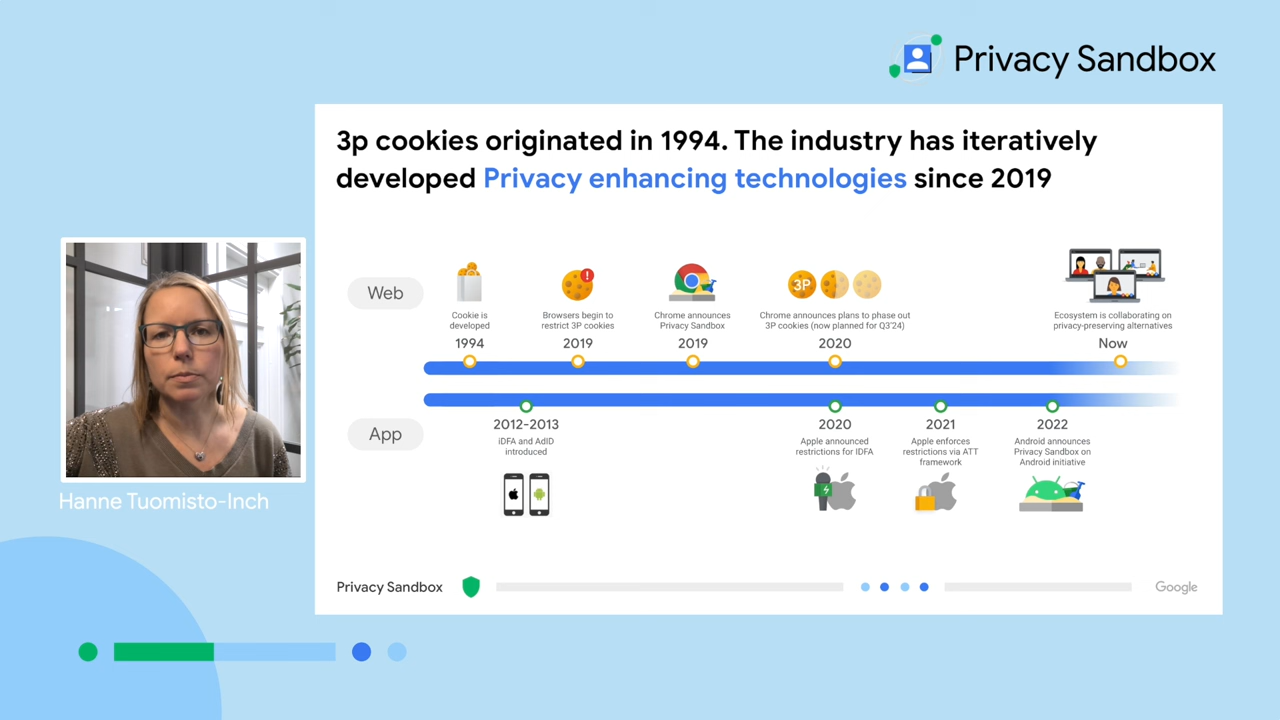 Privacy Sandbox
3p cookies originated in 1994. The industry has iteratively
developed Privacy enhancing technologies since 2019
Web
Cookie is
developed
1994
Browsers begin to
restrict 3P cookies
2019
Chrome announces
Privacy Sandbox
2019
3P
Chrome announces plans to phase out
3P cookies (now planned for Q3'24)
2020
Ecosystem is collaborating on
privacy-preserving alternatives
Now
App
2012-2013
iDFA and AdID
introduced
2020
Apple announced
restrictions for IDFA
2021
Apple enforces
restrictions via ATT
framework
2022
Android announces
Privacy Sandbox on
Android initiative
Hanne Tuomisto-Inch
Privacy Sandbox
Google